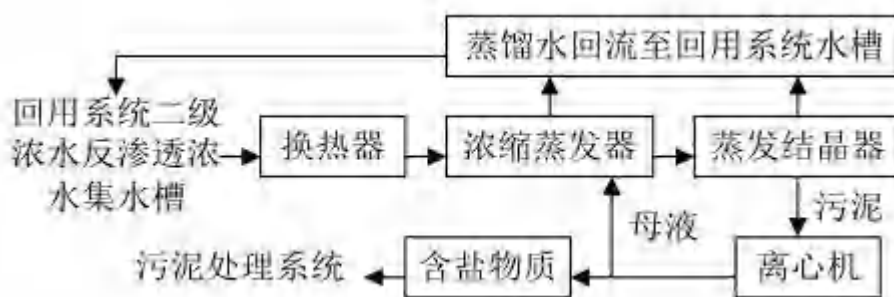 蒸馏水回流至回用系统水槽
回用系统二级
浓水反渗透浓
水集水槽
换热器
浓缩蒸发器
蒸发结晶器
母液
污泥
污泥处理系统
含盐物质
离心机